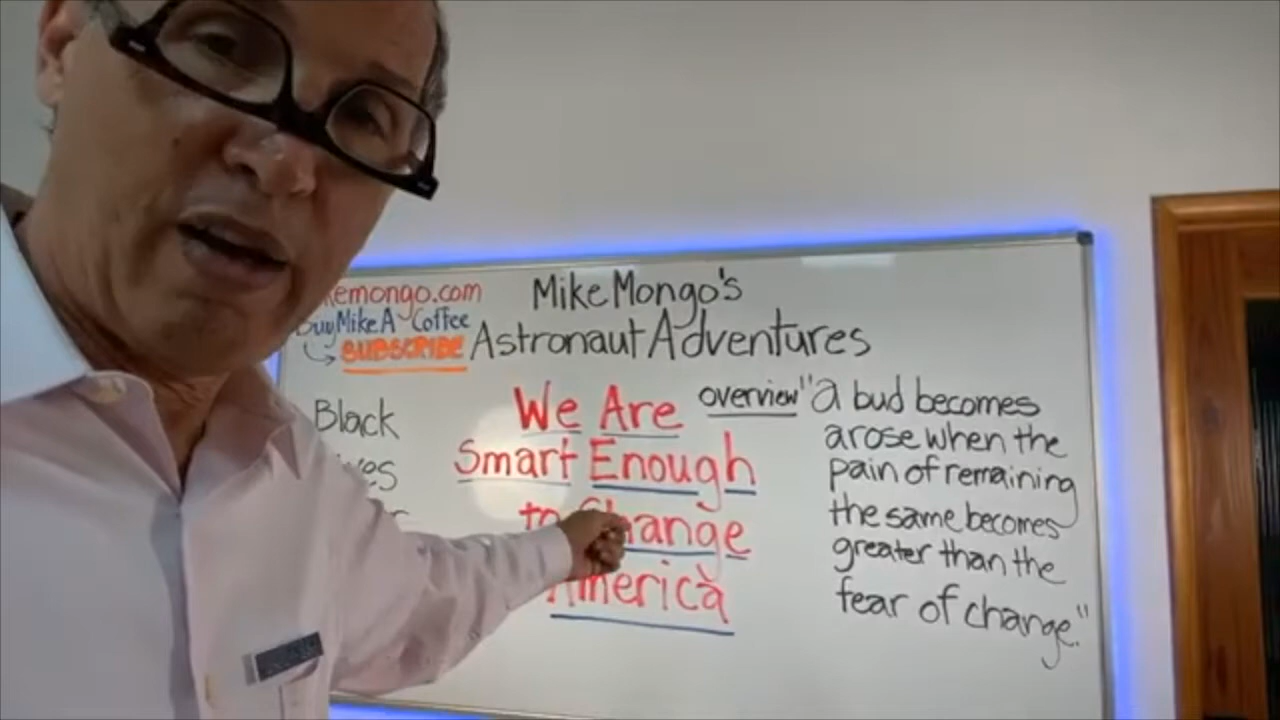 Mike Mongo's
Astronaut Adventures
emongo.com
Buy Mike A Coffee
SUBSCRIBE
Black
ves
We Are
Smart Enough
to Change
America
overview "a bud becomes
a rose when the
pain of remaining
the same becomes
greater than the
fear of change."